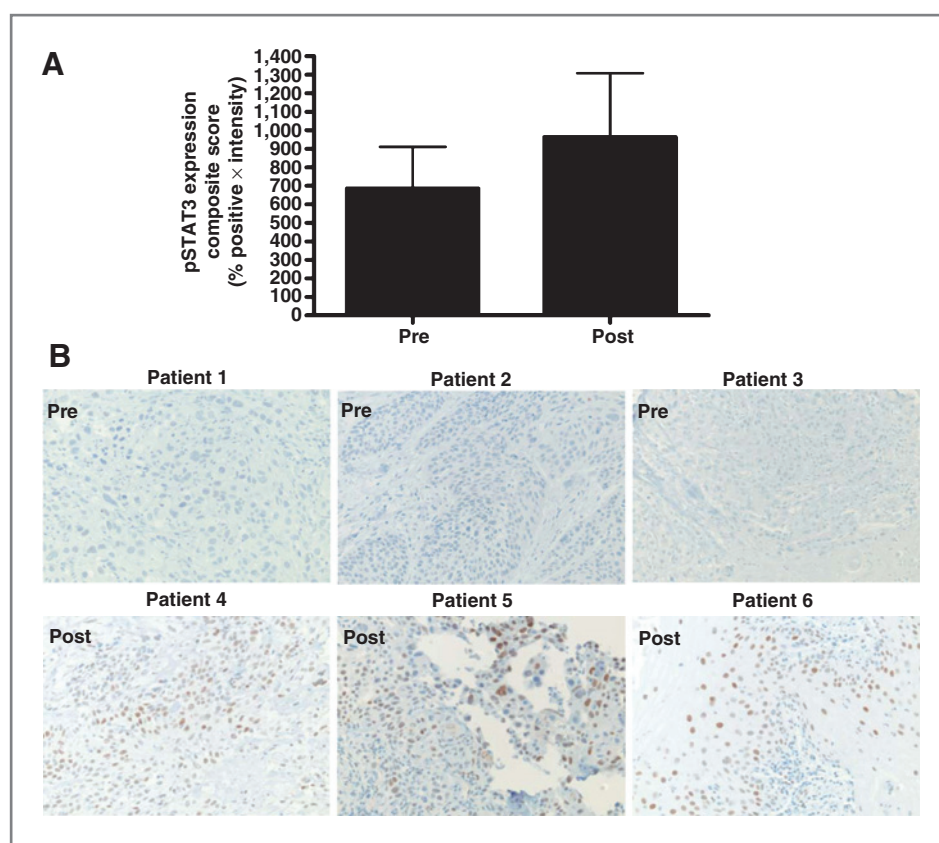 A
pSTAT3 expression
composite score
(% positive × intensity)
1,400
1,300
1,200
1,100
1,000
900
800
700
600
500
400
300
200
100
0
Pre
Post
B
Patient 1
Patient 2
Patient 3
Pre
Pre
Pre
Patient 4
Patient 5
Patient 6
Post
Post
Post